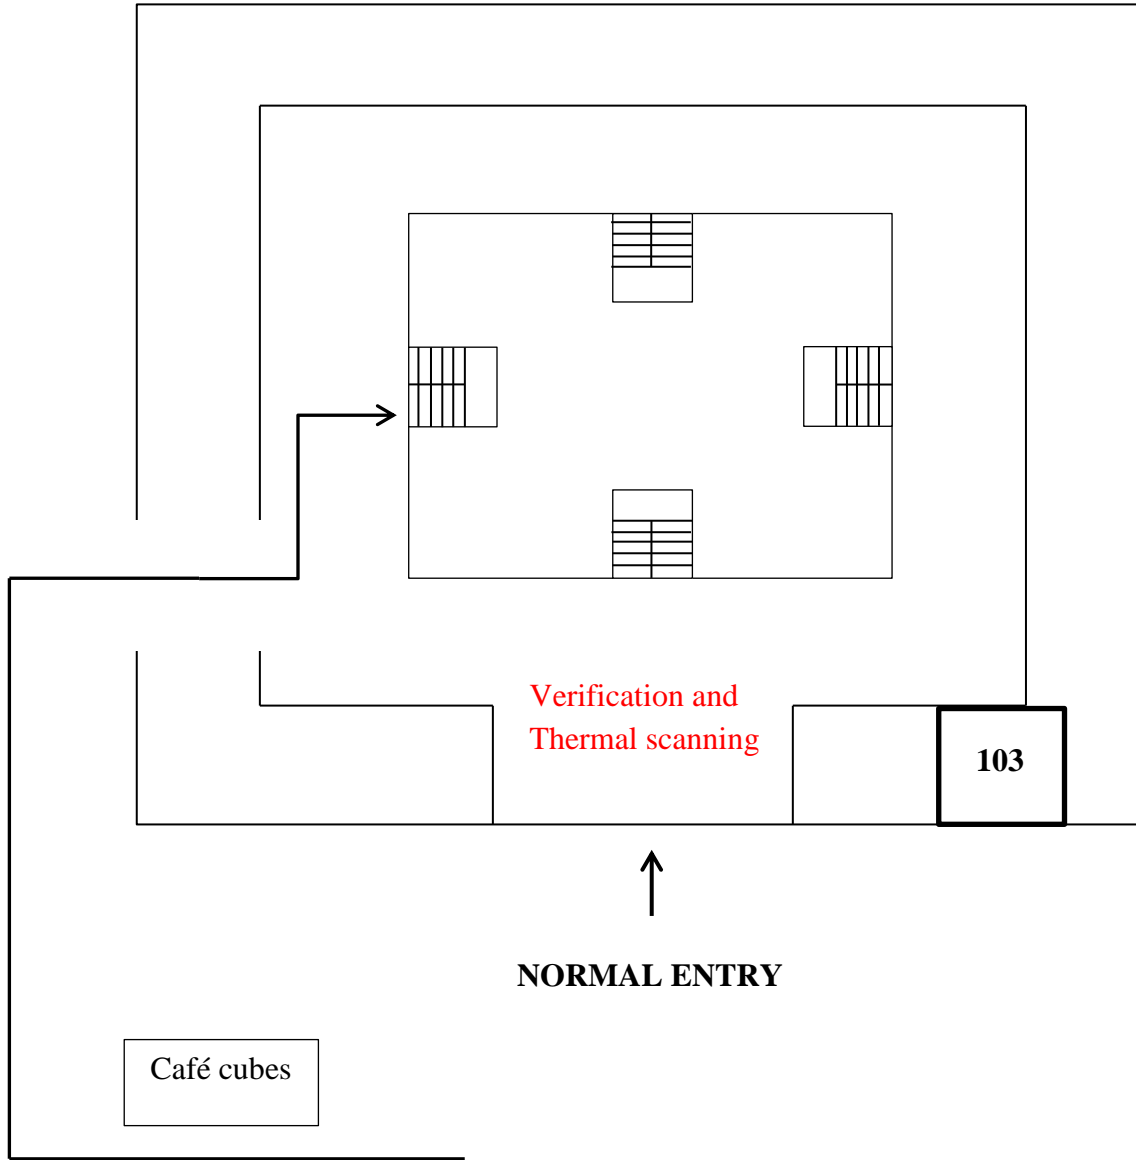 Verification and
Thermal scanning
103
NORMAL ENTRY
Café cubes